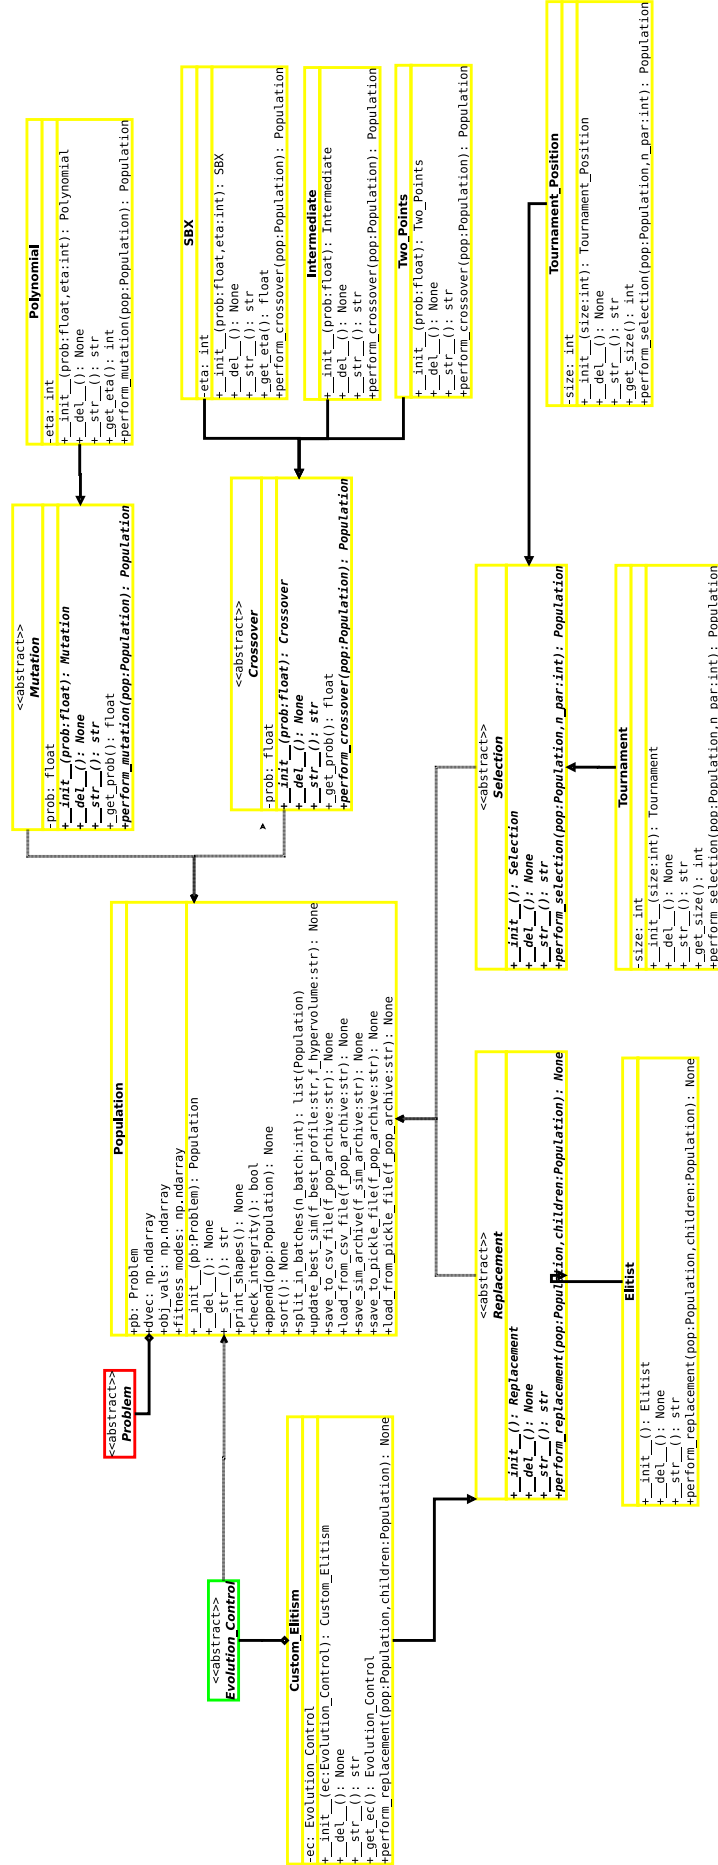 Polynomial
-eta: int
+__init__(prob:float,eta:int): Polynomial
+__del__(): None
+__str__(): str
+_get_eta(): int
+perform_mutation(pop:Population): Population
SBX
-eta: int
+__init__(prob:float,eta:int): SBX
+__del__(): None
+__str__(): str
+_get_eta(): float
+perform_crossover(pop:Population): Population
Intermediate
+__init__(prob:float): Intermediate
+__del__(): None
+__str__(): str
+perform_crossover(pop:Population): Population
Two_Points
+__init__(prob:float): Two_Points
+__del__(): None
+__str__(): str
+perform_crossover(pop:Population): Population
Tournament_Position
-size: int
+__init__(size:int): Tournament_Position
+__del__(): None
+__str__(): str
+_get_size(): int
+perform_selection(pop:Population,n_par:int): Population
<<abstract>>
Mutation
-prob: float
+__init__(prob:float): Mutation
+__del__(): None
+__str__(): str
+_get_prob(): float
+perform_mutation(pop:Population): Population
<<abstract>>
Crossover
-prob: float
+__init__(prob:float): Crossover
+__del__(): None
+__str__(): str
+_get_prob(): float
+perform_crossover(pop:Population): Population
<<abstract>>
Selection
+__init__(): Selection
+__del__(): None
+__str__(): str
+perform_selection(pop:Population,n_par:int): Population
Tournament
-size: int
+__init__(size:int): Tournament
+__del__(): None
+__str__(): str
+_get_size(): int
+perform_selection(pop:Population,n_par:int): Population
Population
+pb: Problem
+dvec: np.ndarray
+obj_vals: np.ndarray
+fitness_modes: np.ndarray
+__init__(pb:Problem): Population
+__del__(): None
+__str__(): str
+print_shapes(): None
+check_integrity(): bool
+append(pop:Population): None
+sort(): None
+split_in_batches(n_batch:int): list(Population)
+update_best_sim(f_best_profile:str,f_hypervolume:str): None
+save_to_csv_file(f_pop_archive:str): None
+load_from_csv_file(f_pop_archive:str): None
+save_sim_archive(f_sim_archive:str): None
+save_to_pickle_file(f_pop_archive:str): None
+load_from_pickle_file(f_pop_archive:str): None
<<abstract>>
Problem
<<abstract>>
Replacement
+__init__(): Replacement
+__del__(): None
+__str__(): str
+perform_replacement(pop:Population,children:Population): None
Elitist
+__init__(): Elitist
+__del__(): None
+__str__(): str
+perform_replacement(pop:Population,children:Population): None
<<abstract>>
Evolution_Control
Custom_Elitism
-ec: Evolution_Control
+__init__(ec:Evolution_Control): Custom_Elitism
+__del__(): None
+__str__(): str
+_get_ec(): Evolution_Control
+perform_replacement(pop:Population,children:Population): None